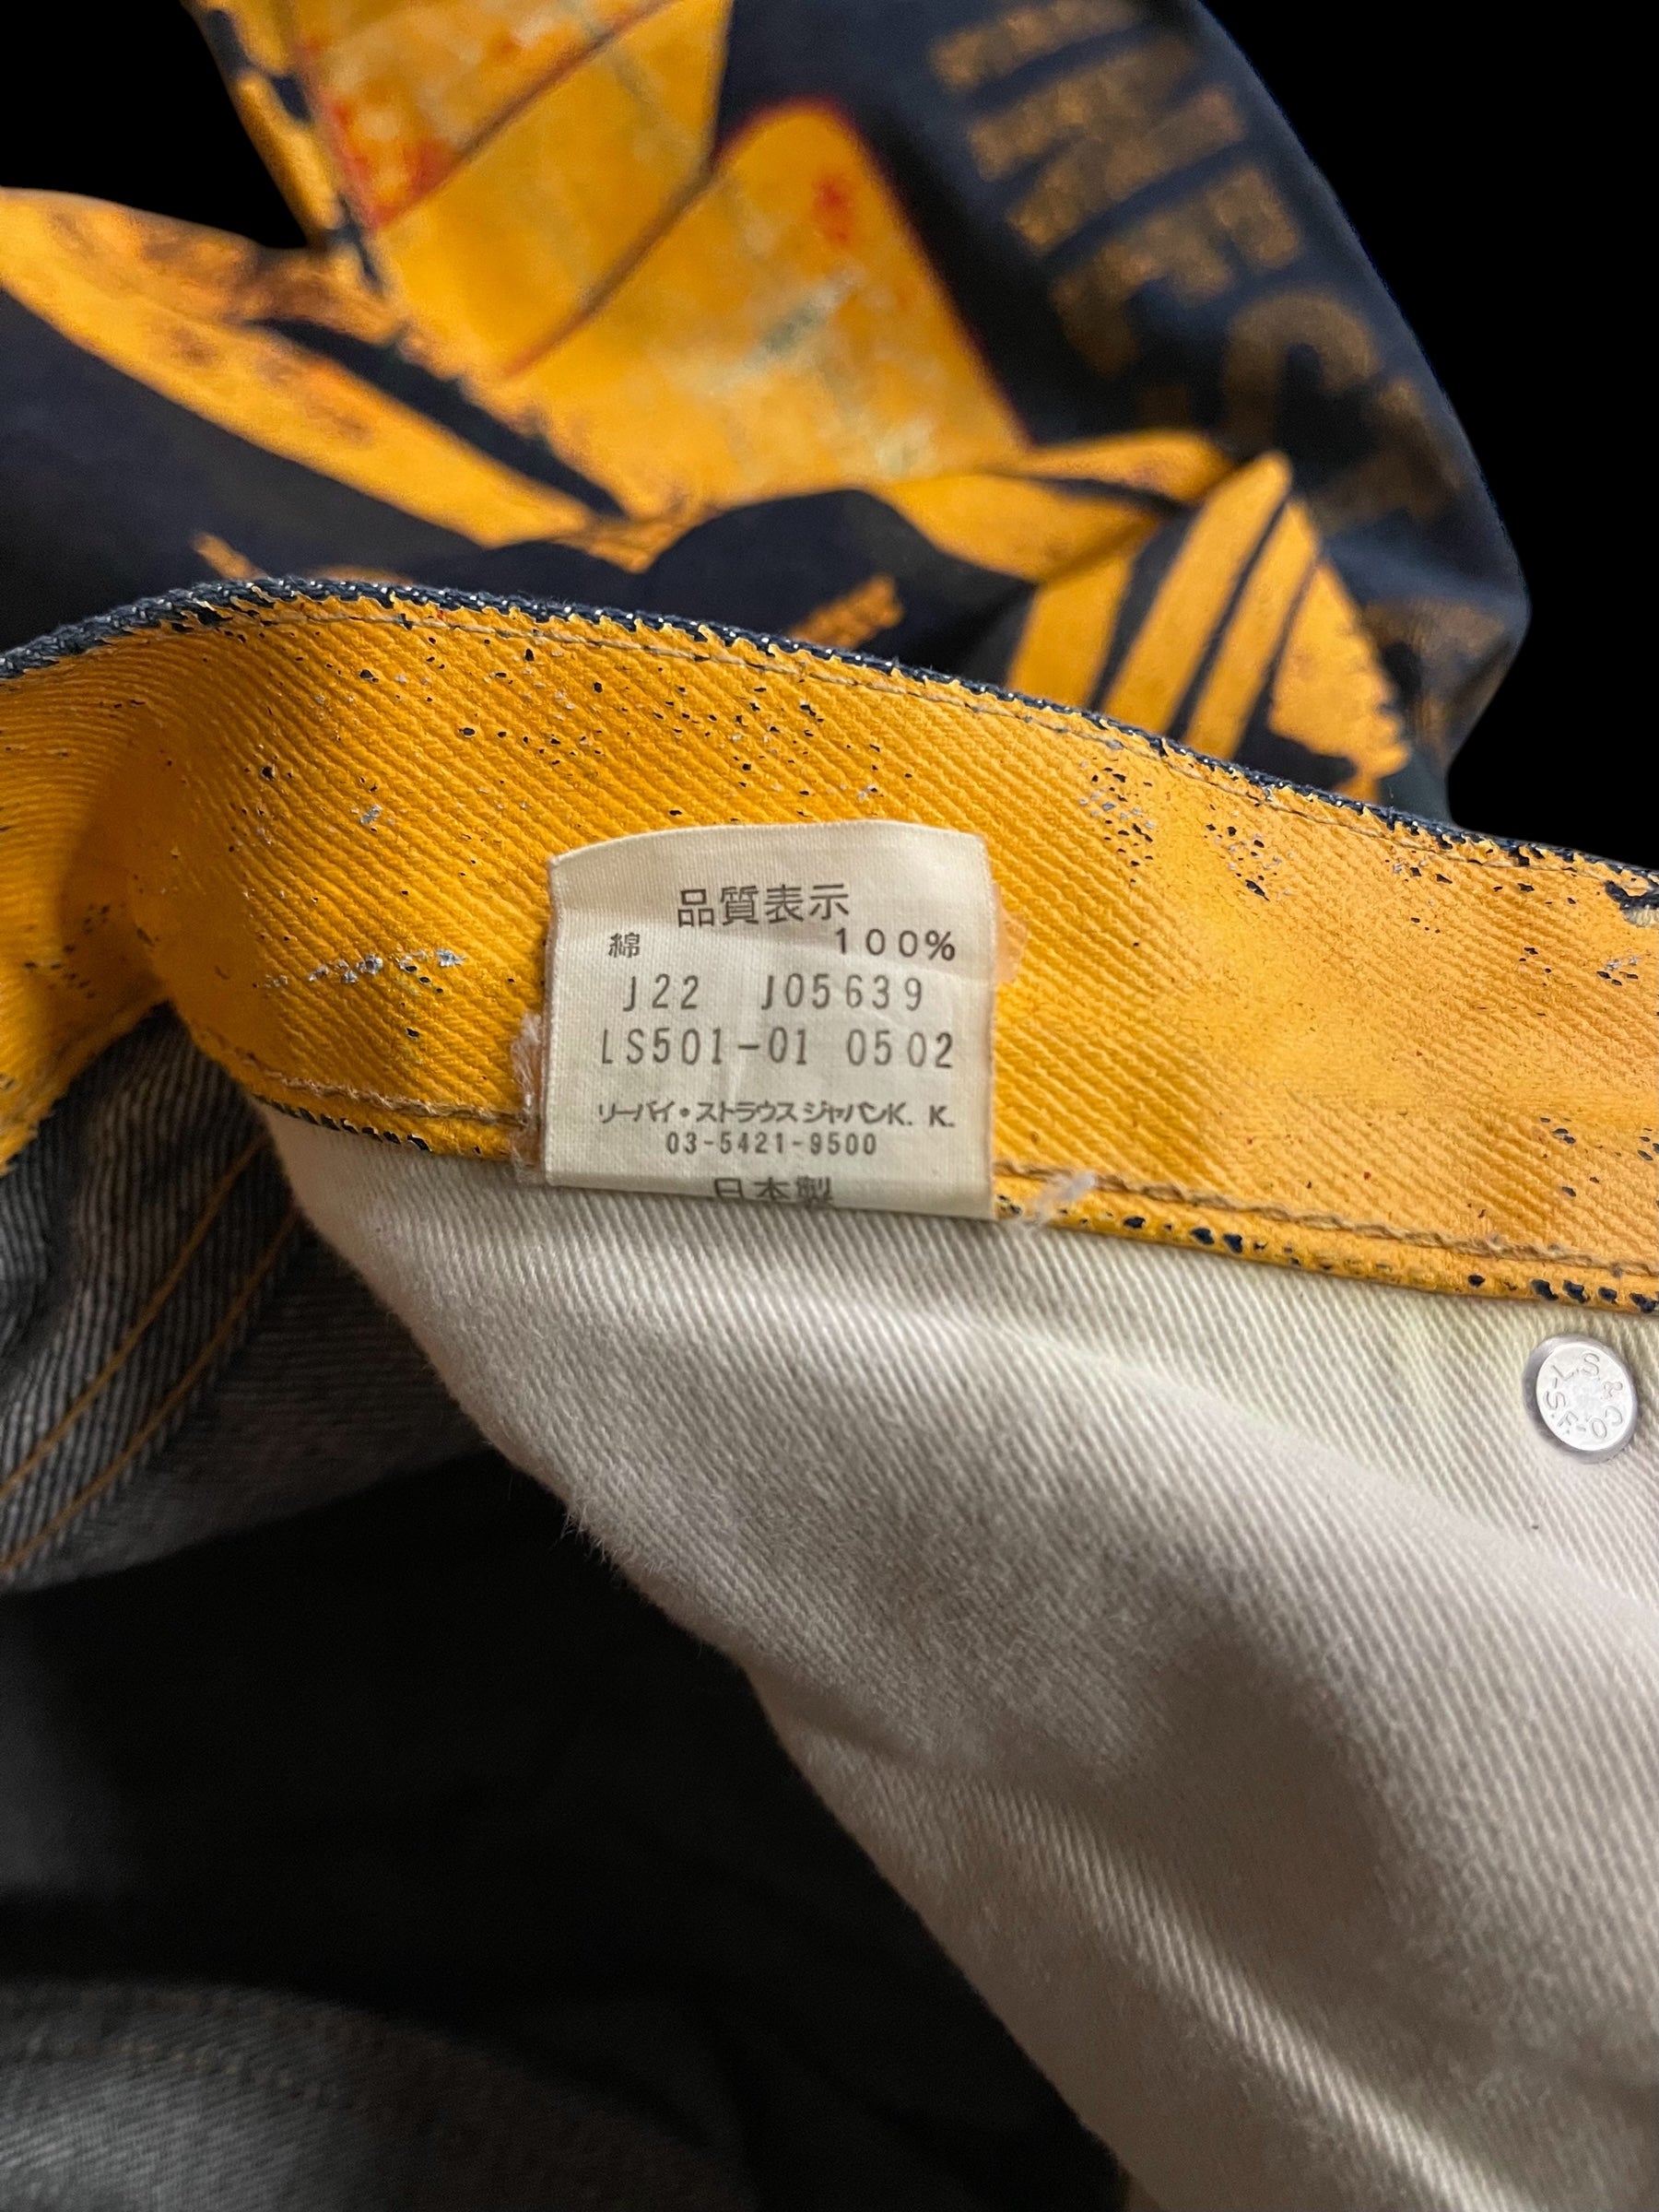 品質表示
綿 100%
J22 J05639
LS501-01 0502
リーバイ・ストラウス ジャパンK. K.
03-5421-9500
日本製
L.S. & CO. -S.F.-